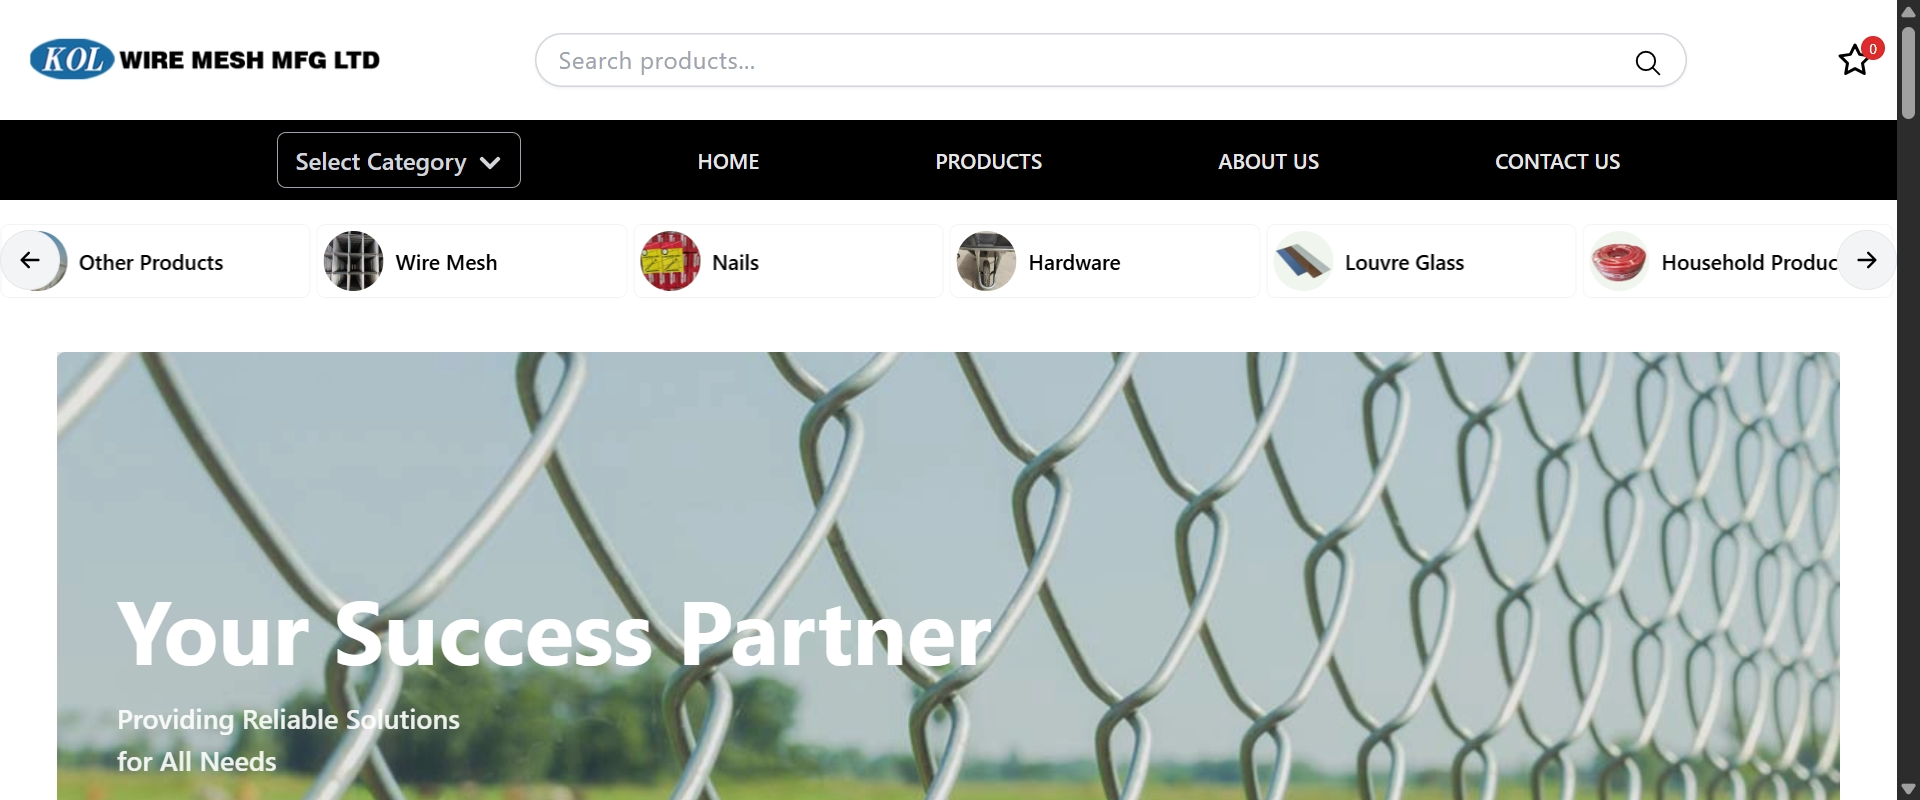 KOL WIRE MESH MFG LTD
Search products...
0
Select Category
HOME
PRODUCTS
ABOUT US
CONTACT US
Other Products
Wire Mesh
Nails
Hardware
Louvre Glass
Household Produc
Your Success Partner
Providing Reliable Solutions
for All Needs